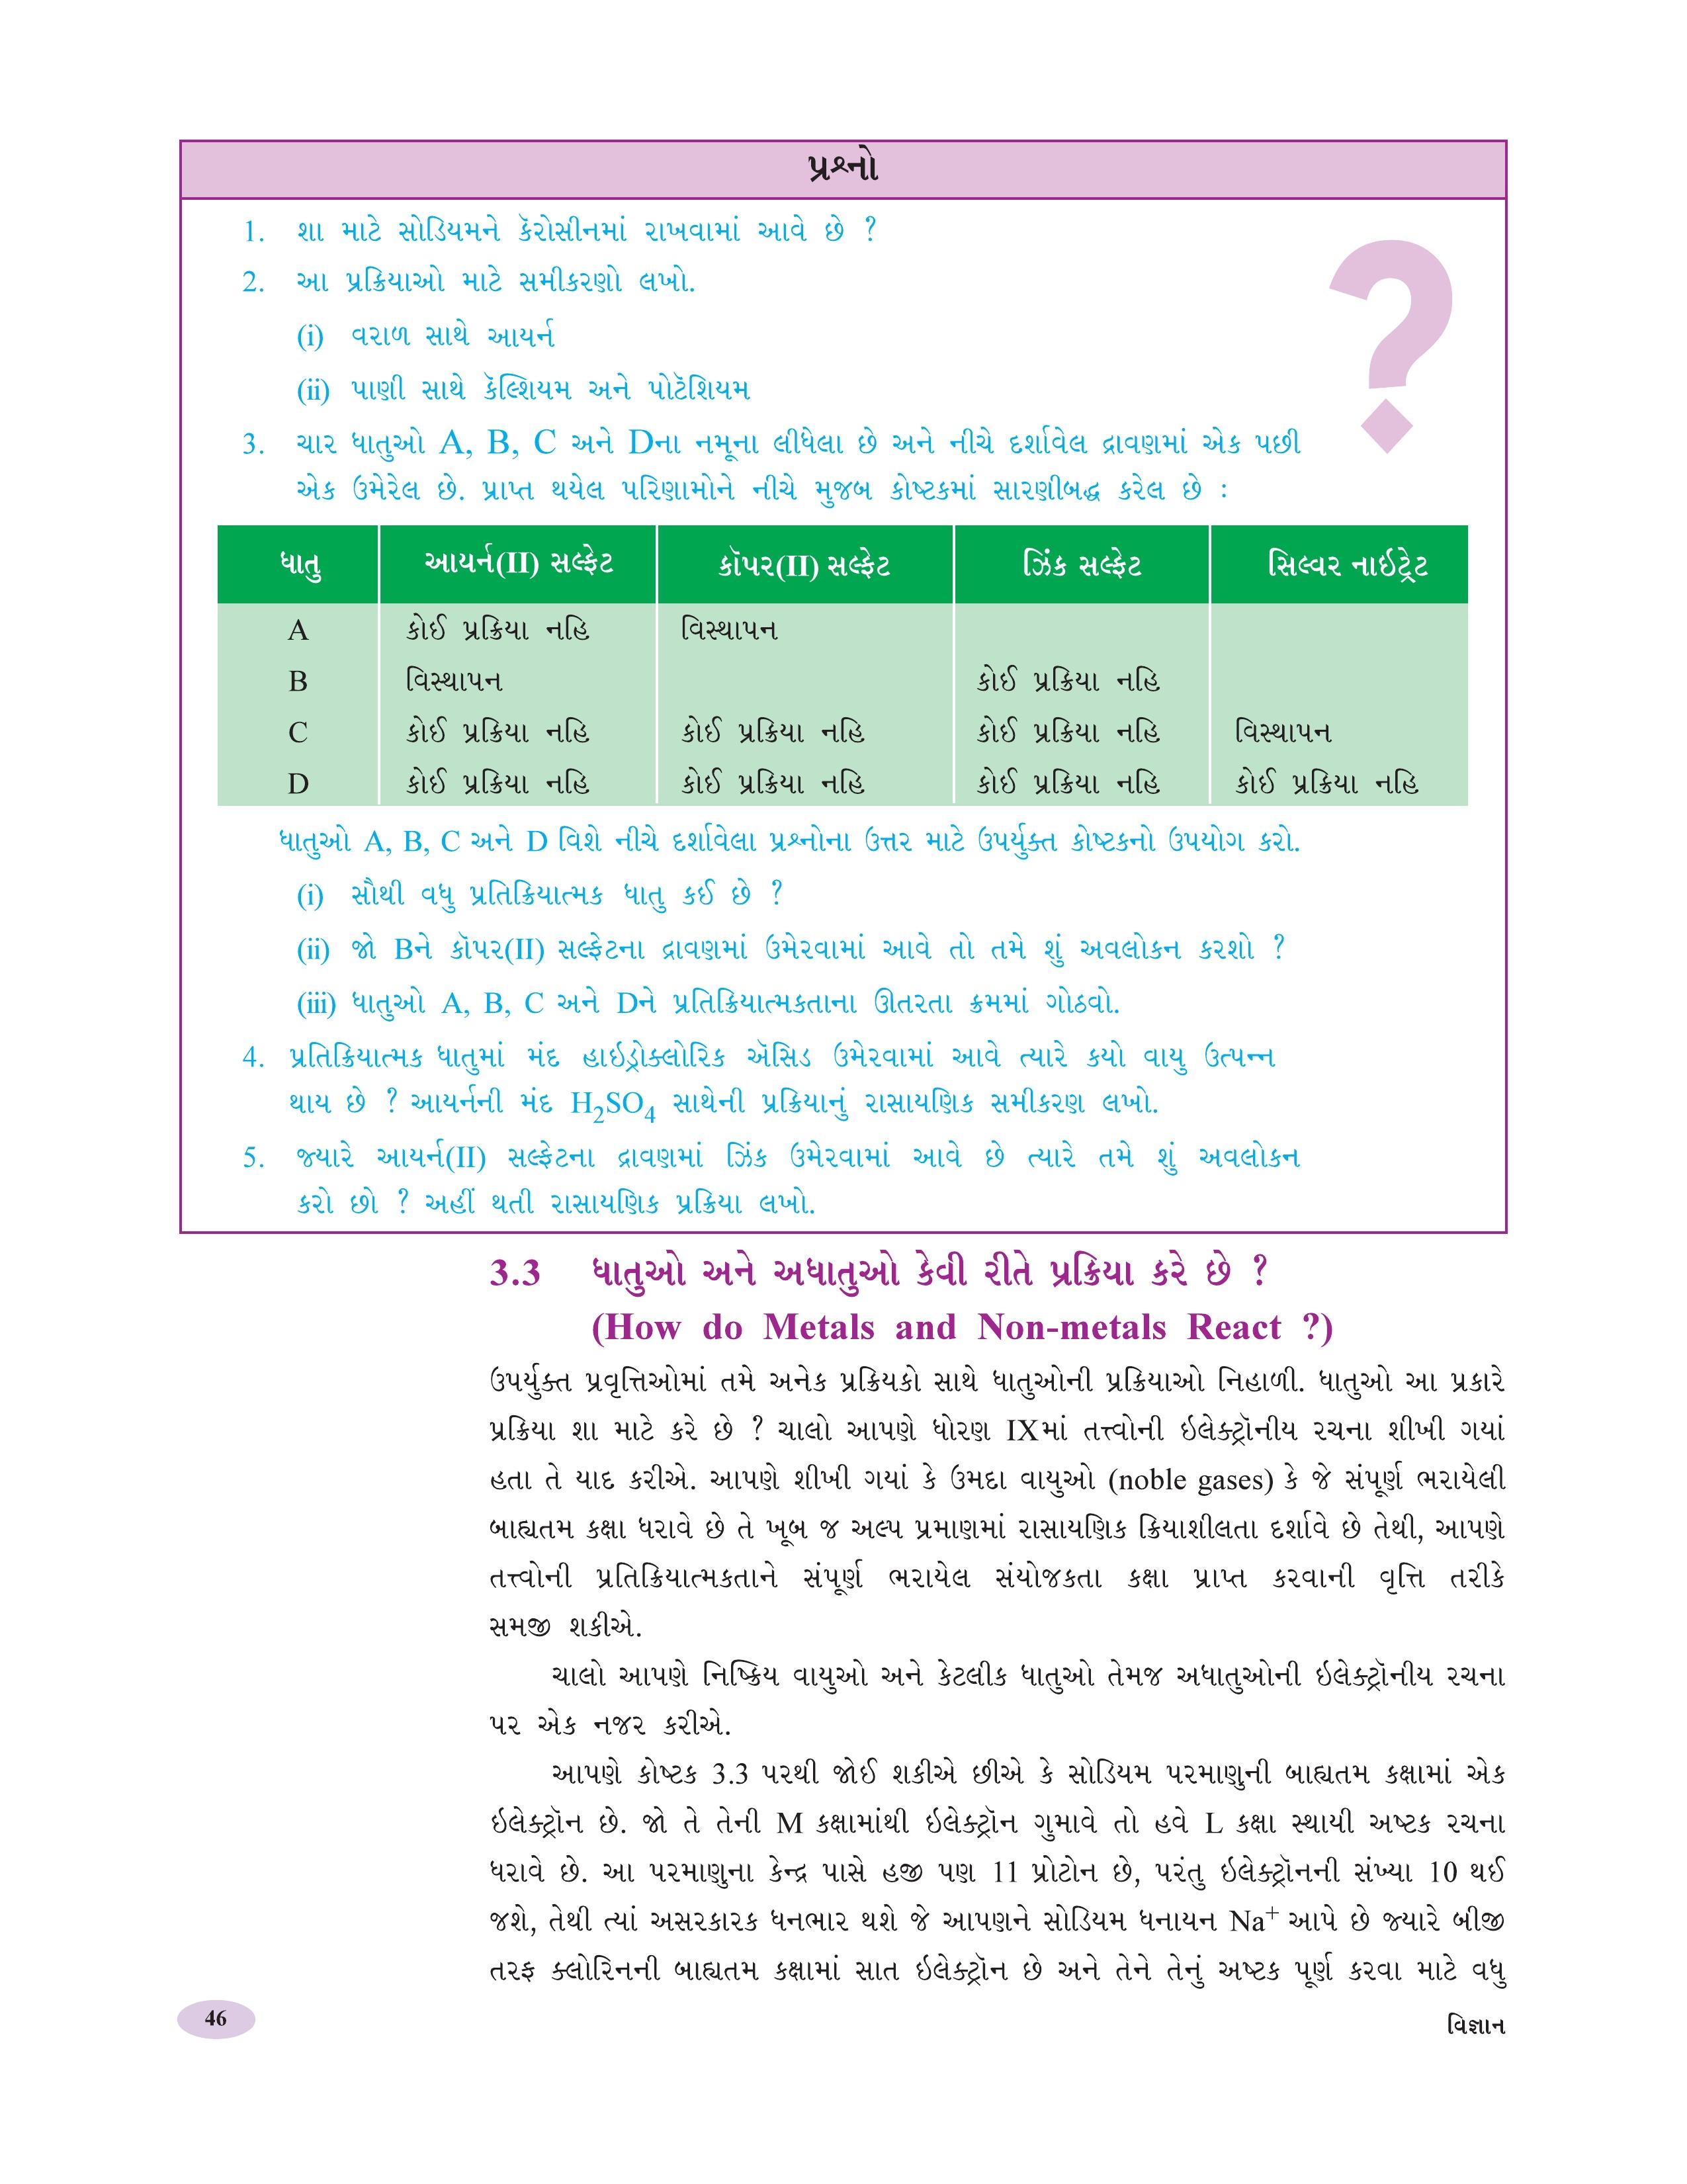 પ્રશ્નો
1. શા માટે સોડિયમને કૅરોસીનમાં રાખવામાં આવે છે ?
2. આ પ્રક્રિયાઓ માટે સમીકરણો લખો.
(i) વરાળ સાથે આયર્ન
(ii) પાણી સાથે કૅલ્શિયમ અને પોટૅશિયમ
3. ચાર ધાતુઓ A, B, C અને Dના નમૂના લીધેલા છે અને નીચે દર્શાવેલ દ્રાવણમાં એક પછી
એક ઉમેરેલ છે. પ્રાપ્ત થયેલ પરિણામોને નીચે મુજબ કોષ્ટકમાં સારણીબદ્ધ કરેલ છે :
ધાતુ આયર્ન(II) સલ્ફેટ કૉપર(II) સલ્ફેટ ઝિંક સલ્ફેટ સિલ્વર નાઇટ્રેટ
A કોઈ પ્રક્રિયા નહિ વિસ્થાપન
B વિસ્થાપન કોઈ પ્રક્રિયા નહિ
C કોઈ પ્રક્રિયા નહિ કોઈ પ્રક્રિયા નહિ કોઈ પ્રક્રિયા નહિ વિસ્થાપન
D કોઈ પ્રક્રિયા નહિ કોઈ પ્રક્રિયા નહિ કોઈ પ્રક્રિયા નહિ કોઈ પ્રક્રિયા નહિ
ધાતુઓ A, B, C અને D વિશે નીચે દર્શાવેલા પ્રશ્નોના ઉત્તર માટે ઉપર્યુક્ત કોષ્ટકનો ઉપયોગ કરો.
(i) સૌથી વધુ પ્રતિક્રિયાત્મક ધાતુ કઈ છે ?
(ii) જો Bને કૉપર(II) સલ્ફેટના દ્રાવણમાં ઉમેરવામાં આવે તો તમે શું અવલોકન કરશો ?
(iii) ધાતુઓ A, B, C અને Dને પ્રતિક્રિયાત્મકતાના ઊતરતા ક્રમમાં ગોઠવો.
4. પ્રતિક્રિયાત્મક ધાતુમાં મંદ હાઇડ્રોક્લોરિક ઍસિડ ઉમેરવામાં આવે ત્યારે કયો વાયુ ઉત્પન્ન
થાય છે ? આયર્નની મંદ H₂SO₄ સાથેની પ્રક્રિયાનું રાસાયણિક સમીકરણ લખો.
5. જ્યારે આયર્ન(II) સલ્ફેટના દ્રાવણમાં ઝિંક ઉમેરવામાં આવે છે ત્યારે તમે શું અવલોકન
કરો છો ? અહીં થતી રાસાયણિક પ્રક્રિયા લખો.
?
3.3 ધાતુઓ અને અધાતુઓ કેવી રીતે પ્રક્રિયા કરે છે ?
(How do Metals and Non-metals React ?)
ઉપર્યુક્ત પ્રવૃત્તિઓમાં તમે અનેક પ્રક્રિયકો સાથે ધાતુઓની પ્રક્રિયાઓ નિહાળી. ધાતુઓ આ પ્રકારે
પ્રક્રિયા શા માટે કરે છે ? ચાલો આપણે ધોરણ IXમાં તત્ત્વોની ઇલેક્ટ્રૉનીય રચના શીખી ગયાં
હતા તે યાદ કરીએ. આપણે શીખી ગયાં કે ઉમદા વાયુઓ (noble gases) કે જે સંપૂર્ણ ભરાયેલી
બાહ્યતમ કક્ષા ધરાવે છે તે ખૂબ જ અલ્પ પ્રમાણમાં રાસાયણિક ક્રિયાશીલતા દર્શાવે છે તેથી, આપણે
તત્ત્વોની પ્રતિક્રિયાત્મકતાને સંપૂર્ણ ભરાયેલ સંયોજકતા કક્ષા પ્રાપ્ત કરવાની વૃત્તિ તરીકે
સમજી શકીએ.
ચાલો આપણે નિષ્ક્રિય વાયુઓ અને કેટલીક ધાતુઓ તેમજ અધાતુઓની ઇલેક્ટ્રૉનીય રચના
પર એક નજર કરીએ.
આપણે કોષ્ટક 3.3 પરથી જોઈ શકીએ છીએ કે સોડિયમ પરમાણુની બાહ્યતમ કક્ષામાં એક
ઇલેક્ટ્રૉન છે. જો તે તેની M કક્ષામાંથી ઇલેક્ટ્રૉન ગુમાવે તો હવે L કક્ષા સ્થાયી અષ્ટક રચના
ધરાવે છે. આ પરમાણુના કેન્દ્ર પાસે હજી પણ 11 પ્રોટોન છે, પરંતુ ઇલેક્ટ્રૉનની સંખ્યા 10 થઈ
જશે, તેથી ત્યાં અસરકારક ધનભાર થશે જે આપણને સોડિયમ ધનાયન Na⁺ આપે છે જ્યારે બીજી
તરફ ક્લોરિનની બાહ્યતમ કક્ષામાં સાત ઇલેક્ટ્રૉન છે અને તેને તેનું અષ્ટક પૂર્ણ કરવા માટે વધુ
46
વિજ્ઞાન